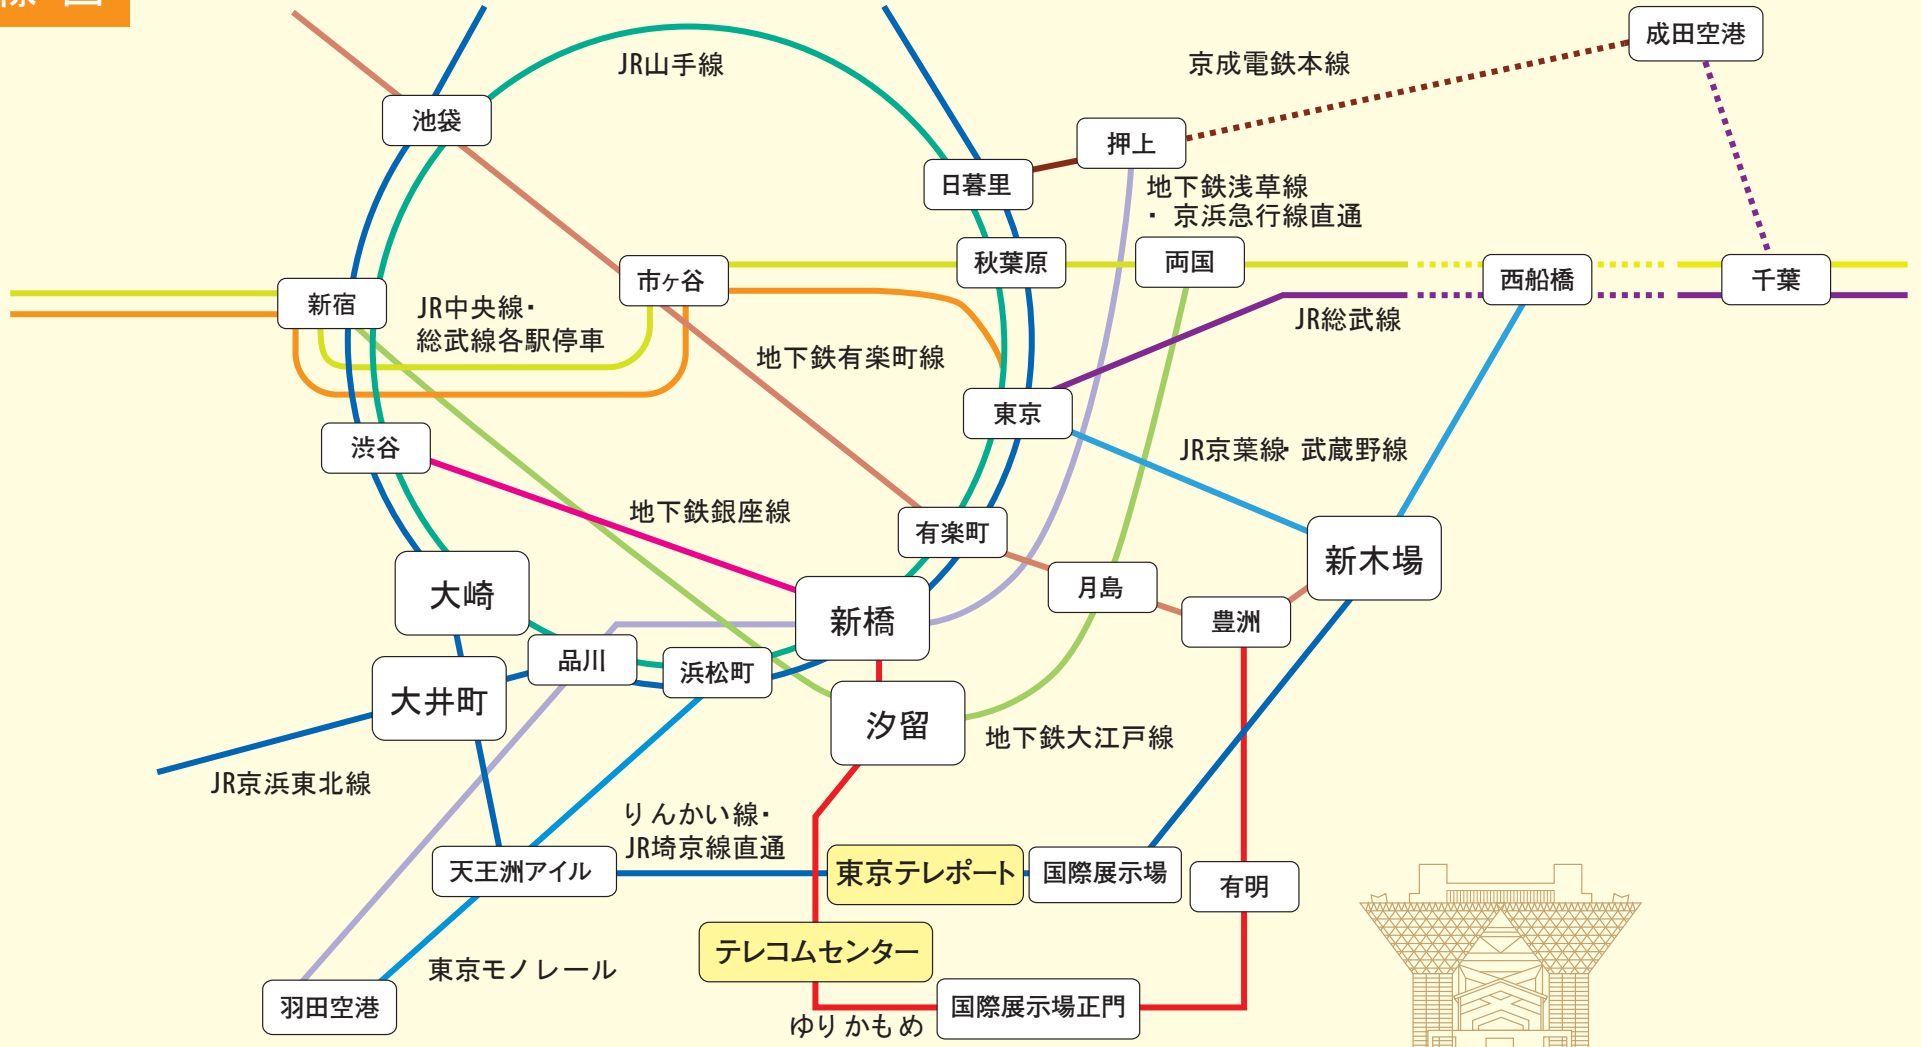 線図
成田空港
JR山手線
京成電鉄本線
池袋
押上
日暮里
地下鉄浅草線
・京浜急行線直通
市ヶ谷
秋葉原
両国
西船橋
千葉
新宿
JR中央線・
総武線各駅停車
JR総武線
地下鉄有楽町線
東京
渋谷
JR京葉線・武蔵野線
地下鉄銀座線
有楽町
新木場
大崎
月島
新橋
豊洲
品川
浜松町
大井町
汐留
地下鉄大江戸線
JR京浜東北線
りんかい線・
JR埼京線直通
天王洲アイル
東京テレポート
国際展示場
有明
テレコムセンター
東京モノレール
羽田空港
国際展示場正門
ゆりかもめ